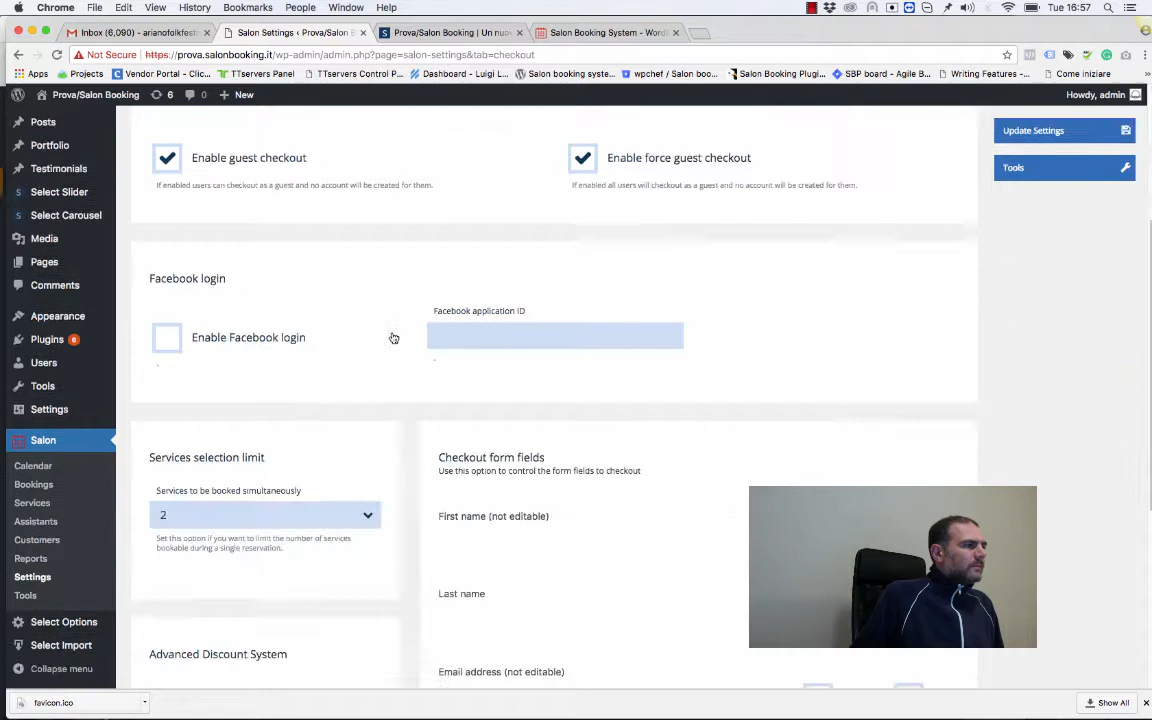 Chrome File Edit View History Bookmarks People Window Help Tue 16:57
Inbox (6,090) - arianofolkfesti
Salon Settings ‹ Prova/Salon B
Prova/Salon Booking | Un nuov
Salon Booking System – WordP
Not Secure https://prova.salonbooking.it/wp-admin/admin.php?page=salon-settings&tab=checkout
Apps Projects Vendor Portal - Clic... TTservers Panel TTservers Control P... Dashboard - Luigi L... Salon booking syste... wpchef / Salon boo... Salon Booking Plugi... SBP board - Agile B... Writing Features -... Come iniziare
Prova/Salon Booking 6 0 New Howdy, admin
Posts
Portfolio
Testimonials
Select Slider
Select Carousel
Media
Pages
Comments
Appearance
Plugins 6
Users
Tools
Settings
Salon
Calendar
Bookings
Services
Assistants
Customers
Reports
Settings
Tools
Select Options
Select Import
Collapse menu
Enable guest checkout
If enabled users can checkout as a guest and no account will be created for them.
Enable force guest checkout
If enabled all users will checkout as a guest and no account will be created for them.
Update Settings
Tools
Facebook login
Enable Facebook login
Facebook application ID
Services selection limit
Services to be booked simultaneously
2
Set this option if you want to limit the number of services
bookable during a single reservation.
Advanced Discount System
Checkout form fields
Use this option to control the form fields to checkout
First name (not editable)
Last name
Email address (not editable)
favicon.ico
Show All